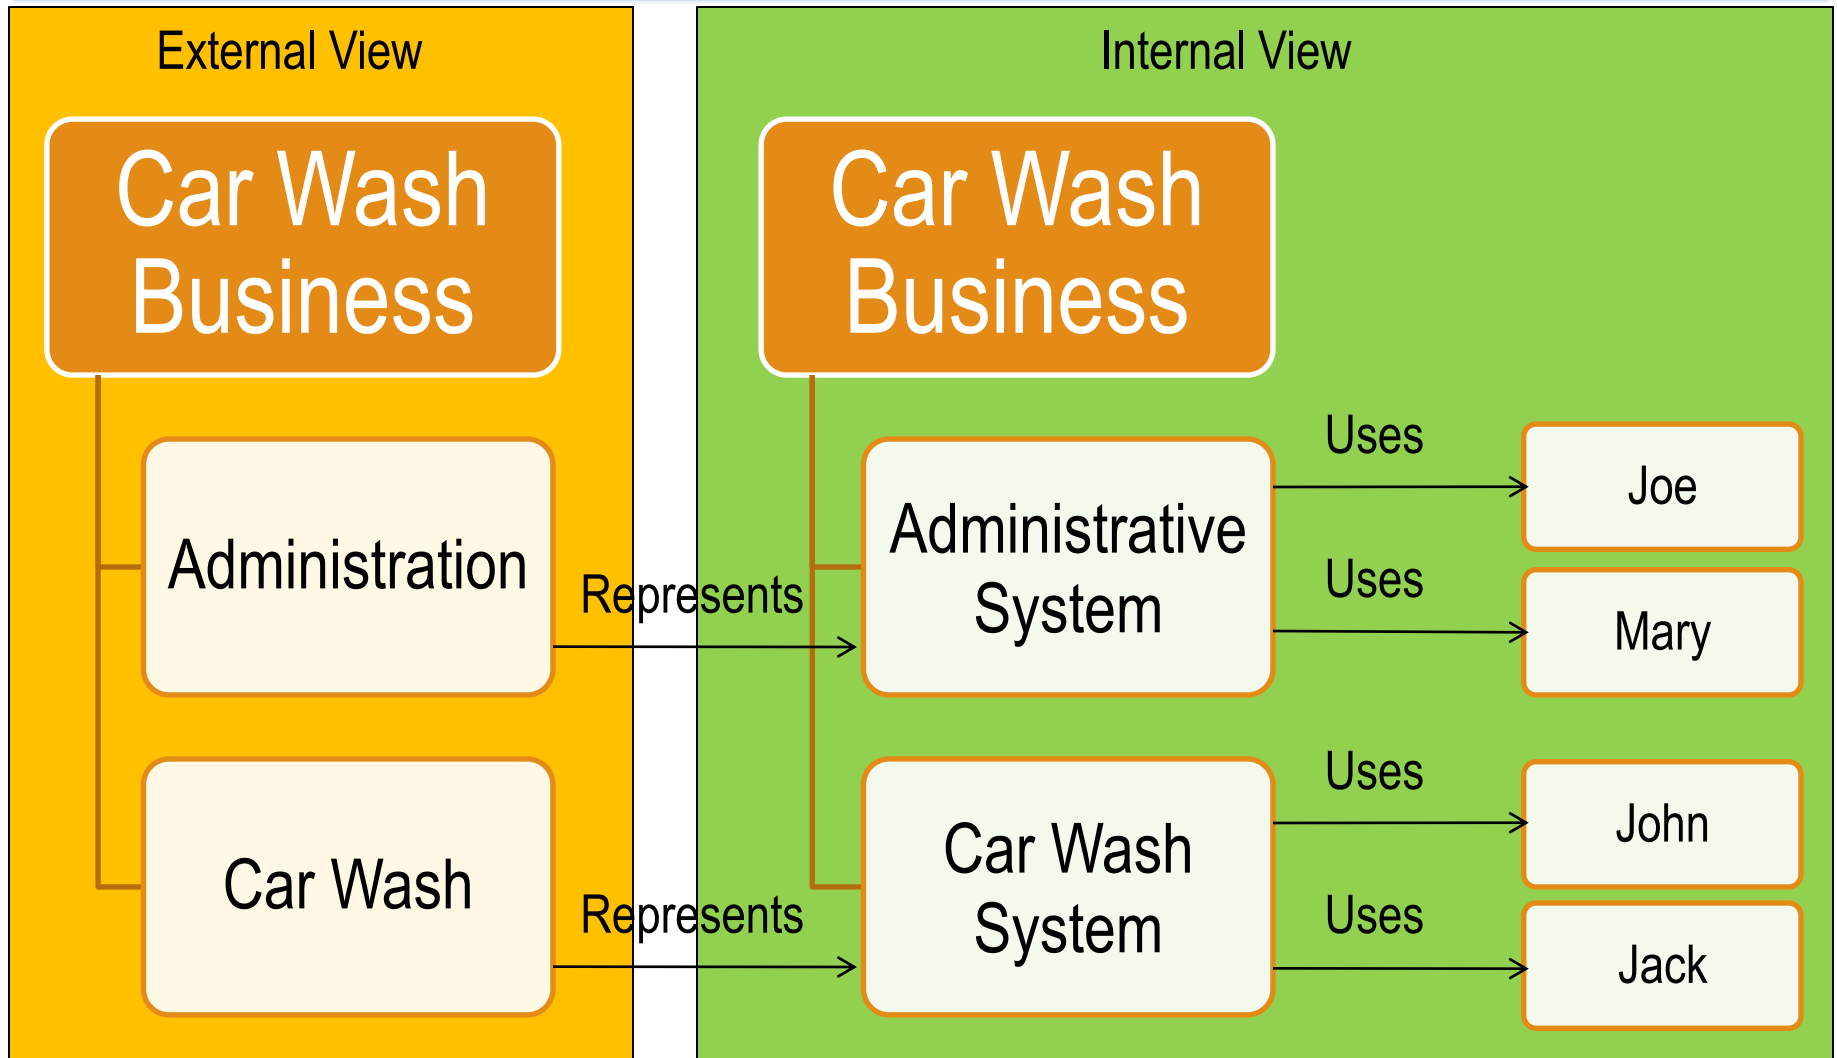 External View
Car Wash
Business
Administration
Car Wash
Represents
Represents
Internal View
Car Wash
Business
Administrative
System
Car Wash
System
Uses
Joe
Uses
Mary
Uses
John
Uses
Jack